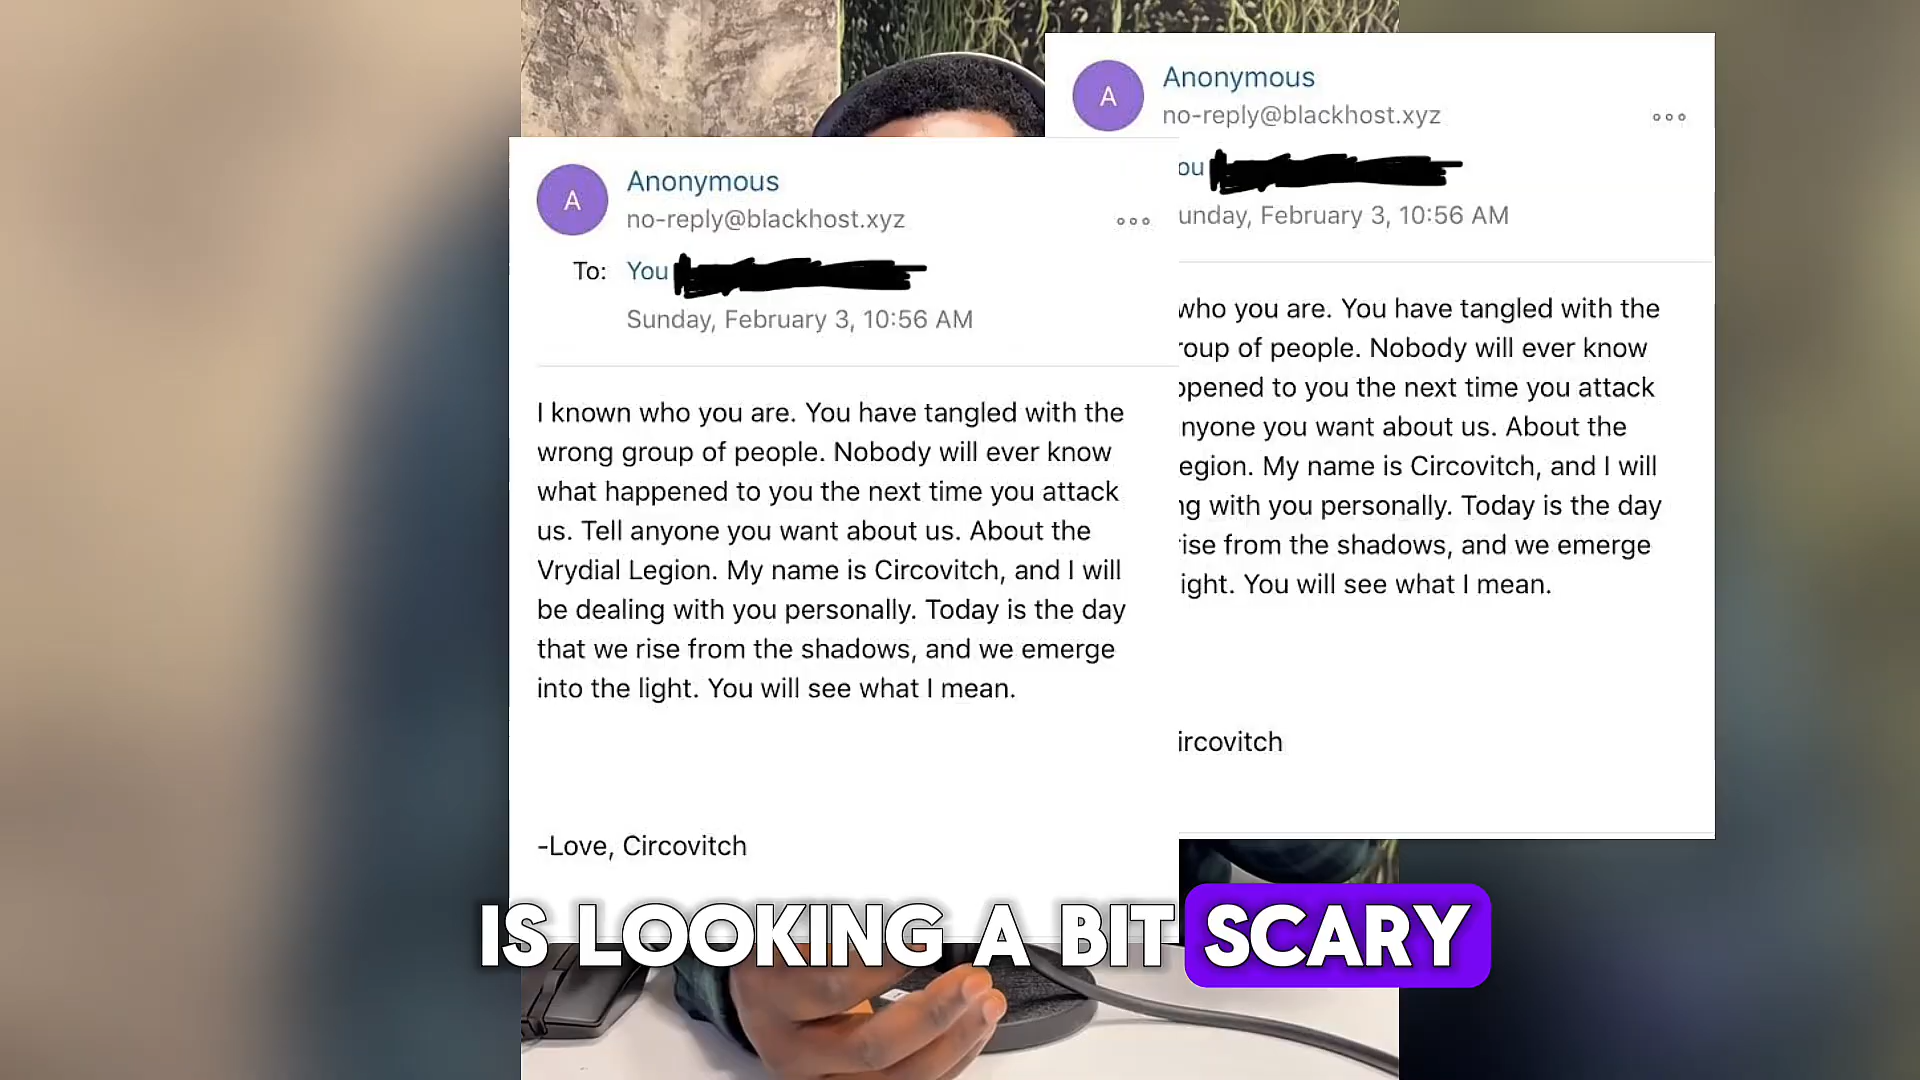 Anonymous
no-reply@blackhost.xyz
ou
unday, February 3, 10:56 AM
who you are. You have tangled with the
roup of people. Nobody will ever know
ppened to you the next time you attack
nyone you want about us. About the
egion. My name is Circovitch, and I will
ng with you personally. Today is the day
rise from the shadows, and we emerge
ight. You will see what I mean.
ircovitch
A
Anonymous
no-reply@blackhost.xyz
A
To: You
Sunday, February 3, 10:56 AM
I known who you are. You have tangled with the
wrong group of people. Nobody will ever know
what happened to you the next time you attack
us. Tell anyone you want about us. About the
Vrydial Legion. My name is Circovitch, and I will
be dealing with you personally. Today is the day
that we rise from the shadows, and we emerge
into the light. You will see what I mean.
-Love, Circovitch
IS LOOKING A BIT SCARY